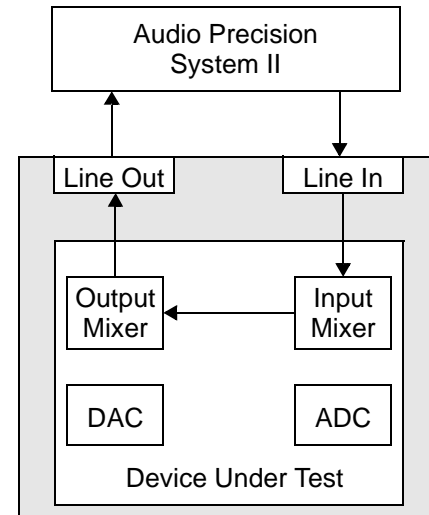 Audio Precision
System II
Line Out
Line In
Output
Mixer
Input
Mixer
DAC
ADC
Device Under Test